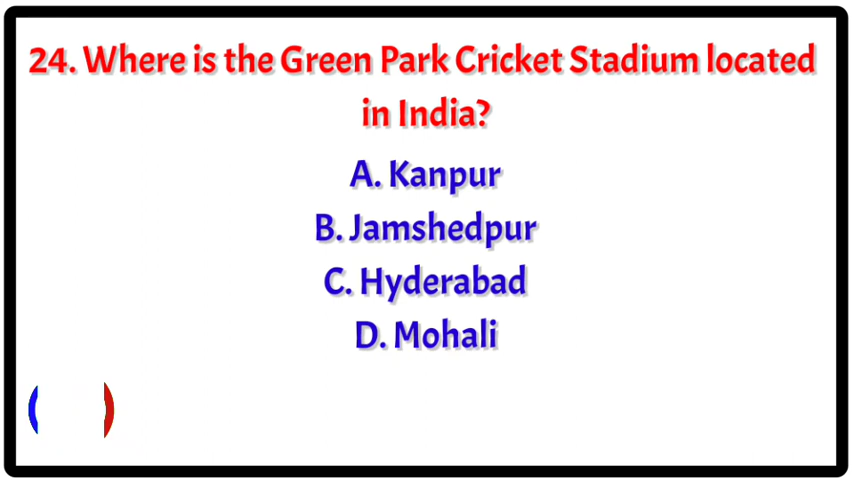 24. Where is the Green Park Cricket Stadium located
in India?
A. Kanpur
B. Jamshedpur
C. Hyderabad
D. Mohali